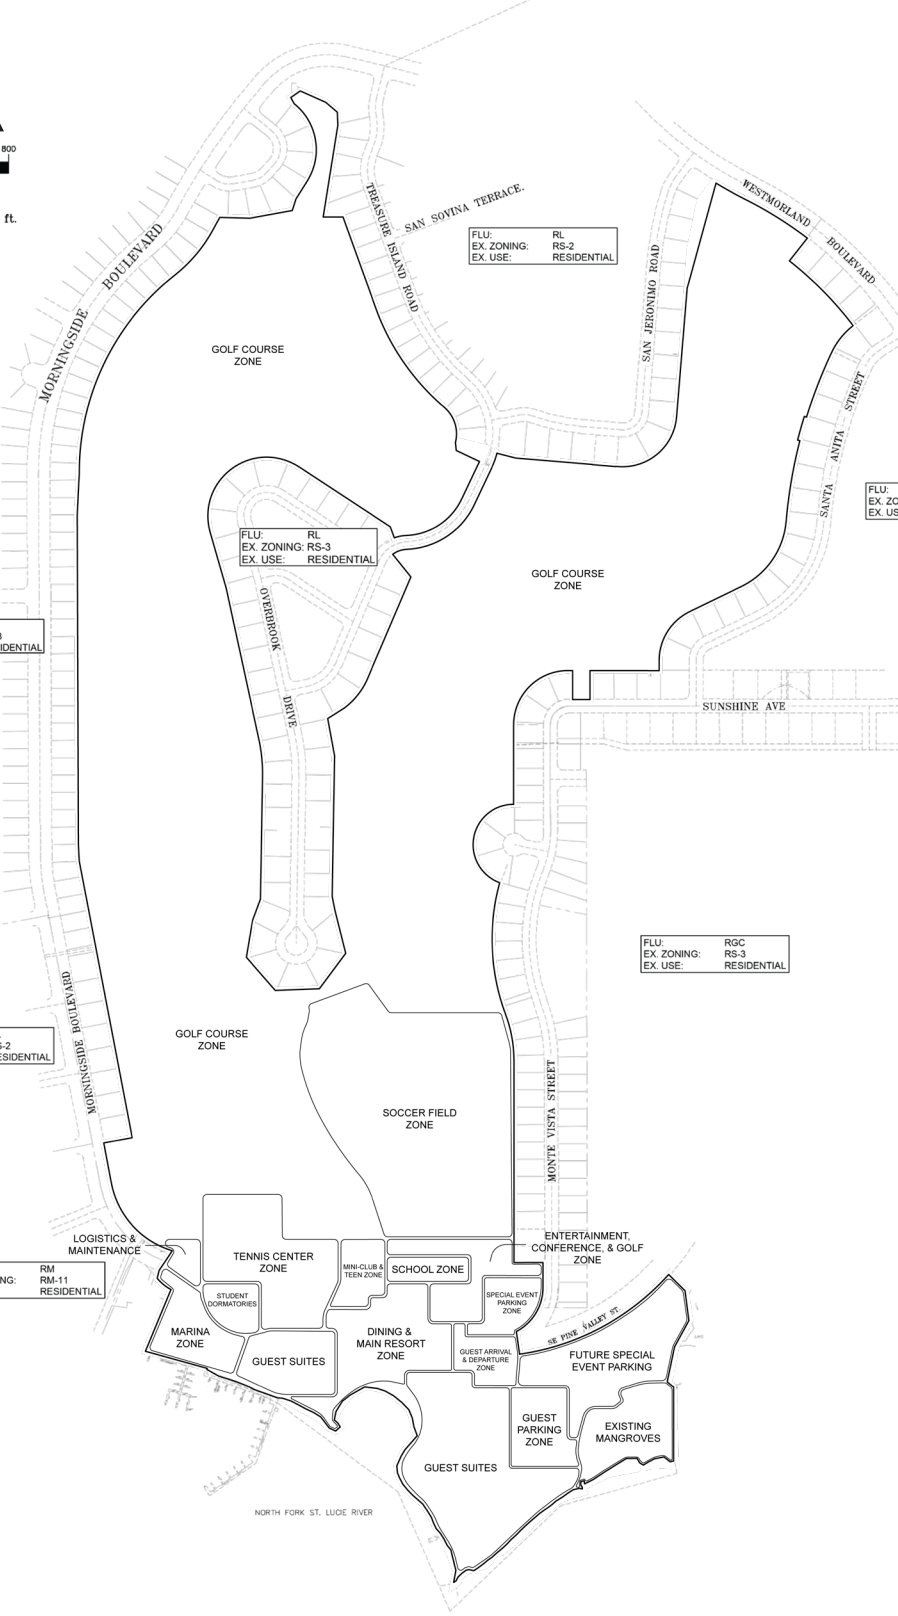 800
ft.
WESTMORLAND
BOULEVARD
TREASURE ISLAND ROAD
SAN SOVINA TERRACE.
FLU: RL
EX. ZONING: RS-2
EX. USE: RESIDENTIAL
MORNINGSIDE BOULEVARD
SAN JERONIMO ROAD
GOLF COURSE
ZONE
SANTA ANITA STREET
FLU:
EX. ZO
EX. US
FLU: RL
EX. ZONING: RS-3
EX. USE: RESIDENTIAL
GOLF COURSE
ZONE
OVERBROOK
DRIVE
IDENTIAL
SUNSHINE AVE
FLU: RGC
EX. ZONING: RS-3
EX. USE: RESIDENTIAL
MORNINGSIDE BOULEVARD
GOLF COURSE
ZONE
S-2
ESIDENTIAL
SOCCER FIELD
ZONE
MONTE VISTA STREET
LOGISTICS &
MAINTENANCE
ENTERTAINMENT,
CONFERENCE, & GOLF
ZONE
TENNIS CENTER
ZONE
MINI-CLUB &
TEEN ZONE
SCHOOL ZONE
RM
NG: RM-11
RESIDENTIAL
STUDENT
DORMATORIES
SPECIAL EVENT
PARKING
ZONE
SE PINE VALLEY ST.
MARINA
ZONE
DINING &
MAIN RESORT
ZONE
GUEST SUITES
GUEST ARRIVAL
& DEPARTURE
ZONE
FUTURE SPECIAL
EVENT PARKING
GUEST
PARKING
ZONE
EXISTING
MANGROVES
GUEST SUITES
NORTH FORK ST. LUCIE RIVER